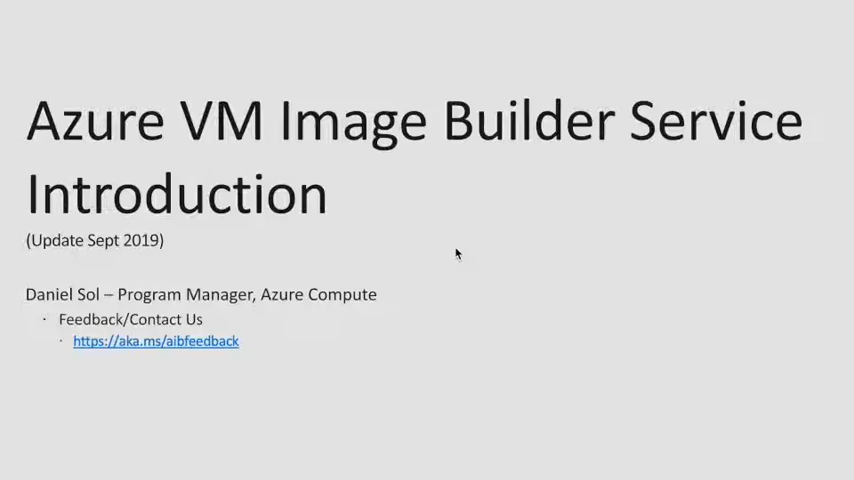 Azure VM Image Builder Service
Introduction
(Update Sept 2019)
Daniel Sol – Program Manager, Azure Compute
· Feedback/Contact Us
· https://aka.ms/aibfeedback